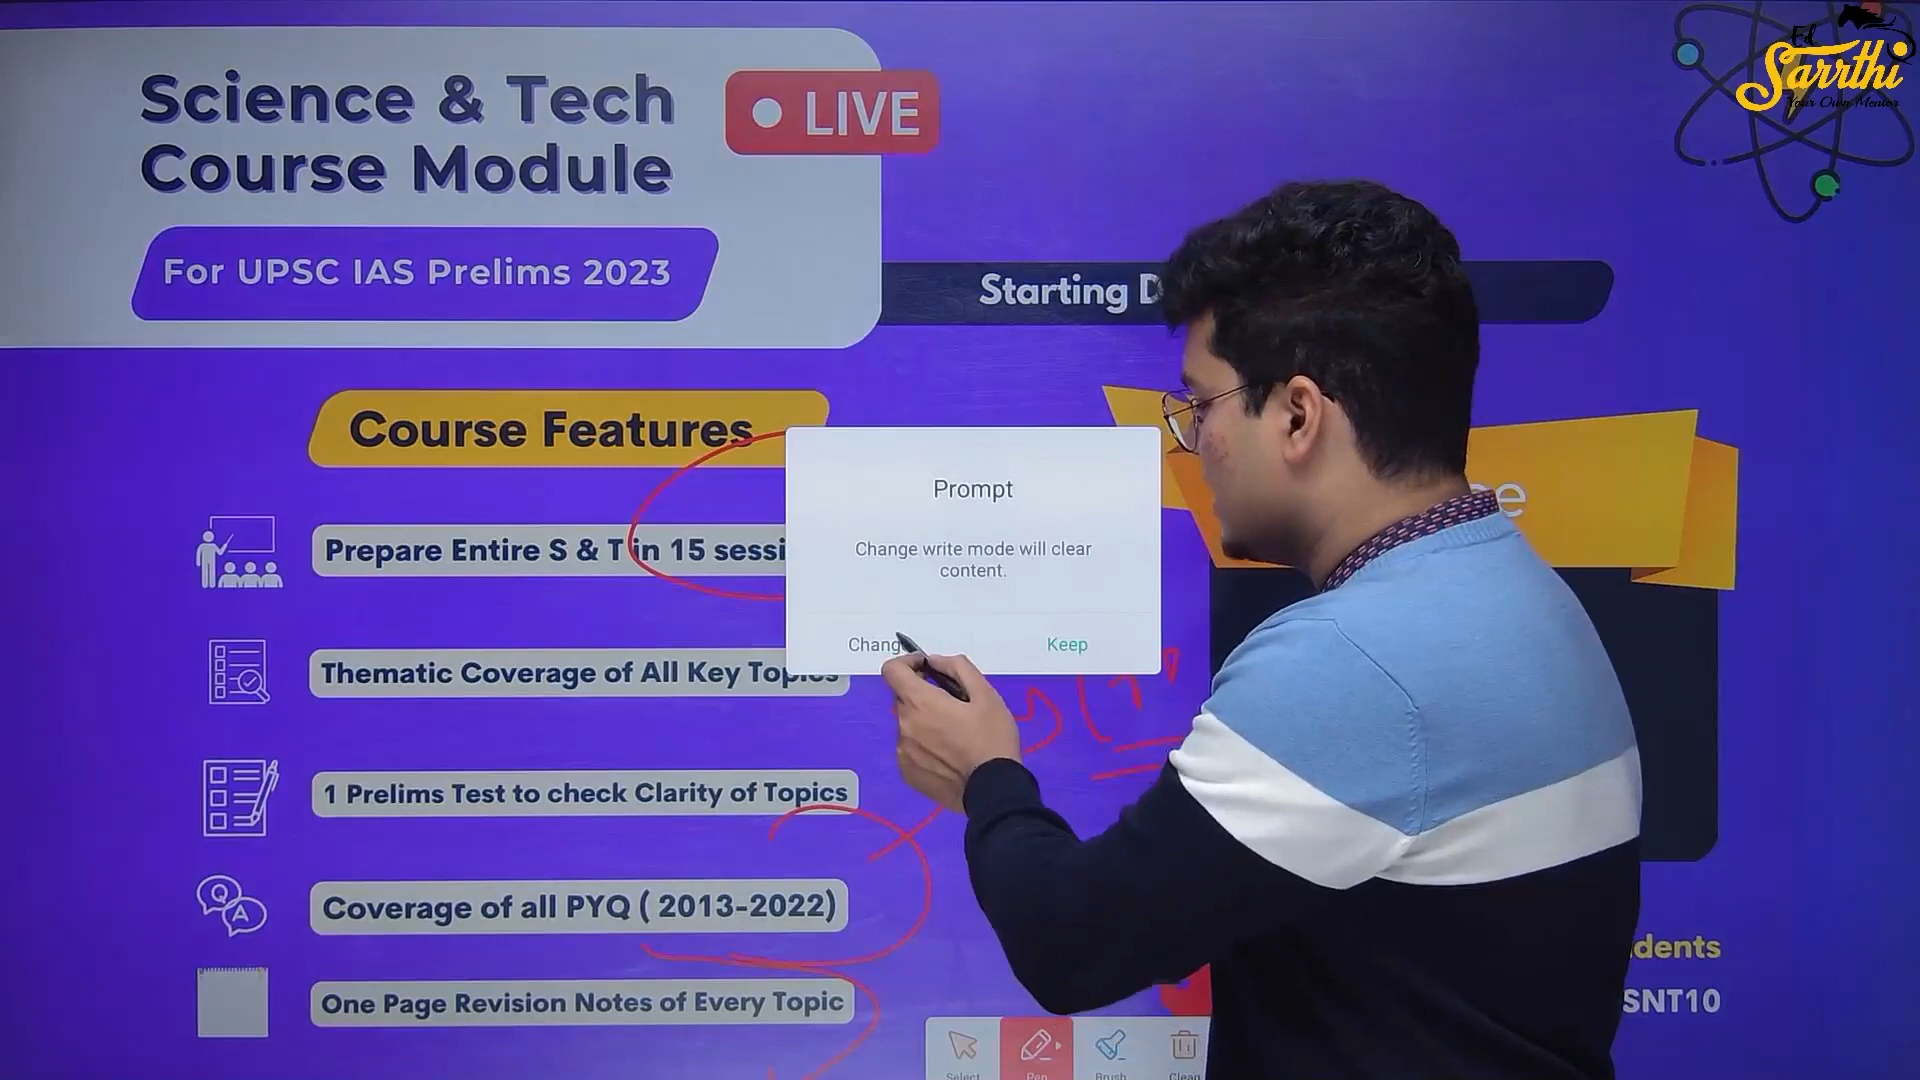 Ed
Sarrthi
Your Own Mentor
Science & Tech
Course Module
LIVE
For UPSC IAS Prelims 2023
Starting
Course Features
Prompt
Prepare Entire S & T in 15 sessi
Change write mode will clear
content.
Keep
Thematic Coverage of All Key Topics
1 Prelims Test to check Clarity of Topics
Coverage of all PYQ ( 2013-2022)
dents
SNT10
One Page Revision Notes of Every Topic
Select
Pen
Brush
Clean